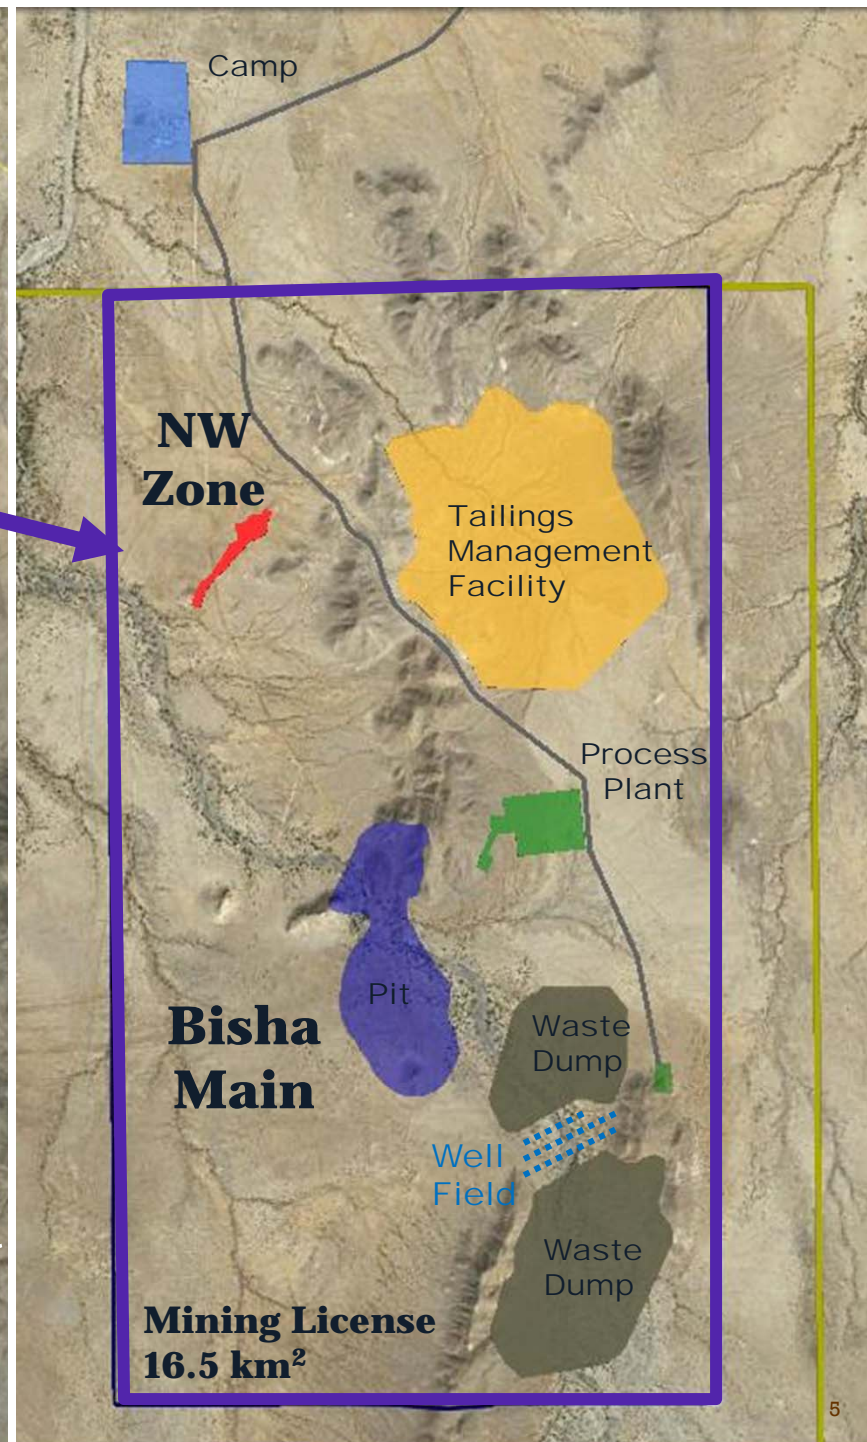 Camp
NW
Zone
Tailings
Management
Facility
Process
Plant
Pit
Bisha
Main
Waste
Dump
Well
Field
Waste
Dump
Mining License
16.5 km²
5